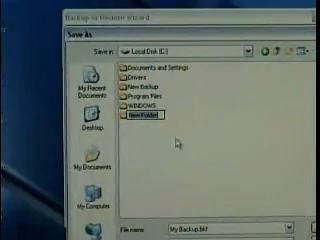 Backup or Restore Wizard
Save As
Save in: Local Disk (C:)
Documents and Settings
Drivers
New Backup
Program Files
WINDOWS
New Folder
My Recent
Documents
Desktop
My Documents
My Computer
File name: My Backup.bkf
Save